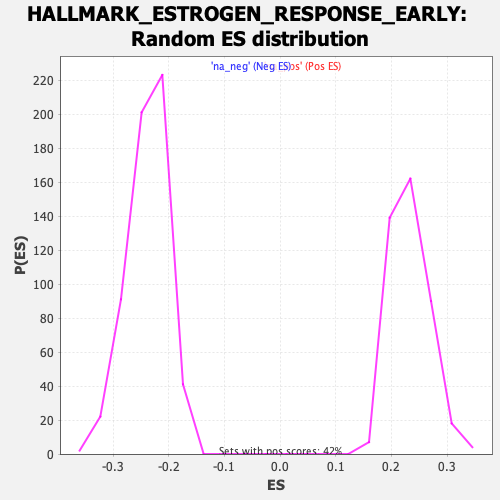 HALLMARK_ESTROGEN_RESPONSE_EARLY:
Random ES distribution
'na_neg' (Neg ES) os' (Pos ES)
220
200
180
160
140
120
100
80
60
40
20
0
P(ES)
Sets with pos scores: 42%
-0.3 -0.2 -0.1 0.0 0.1 0.2 0.3
ES